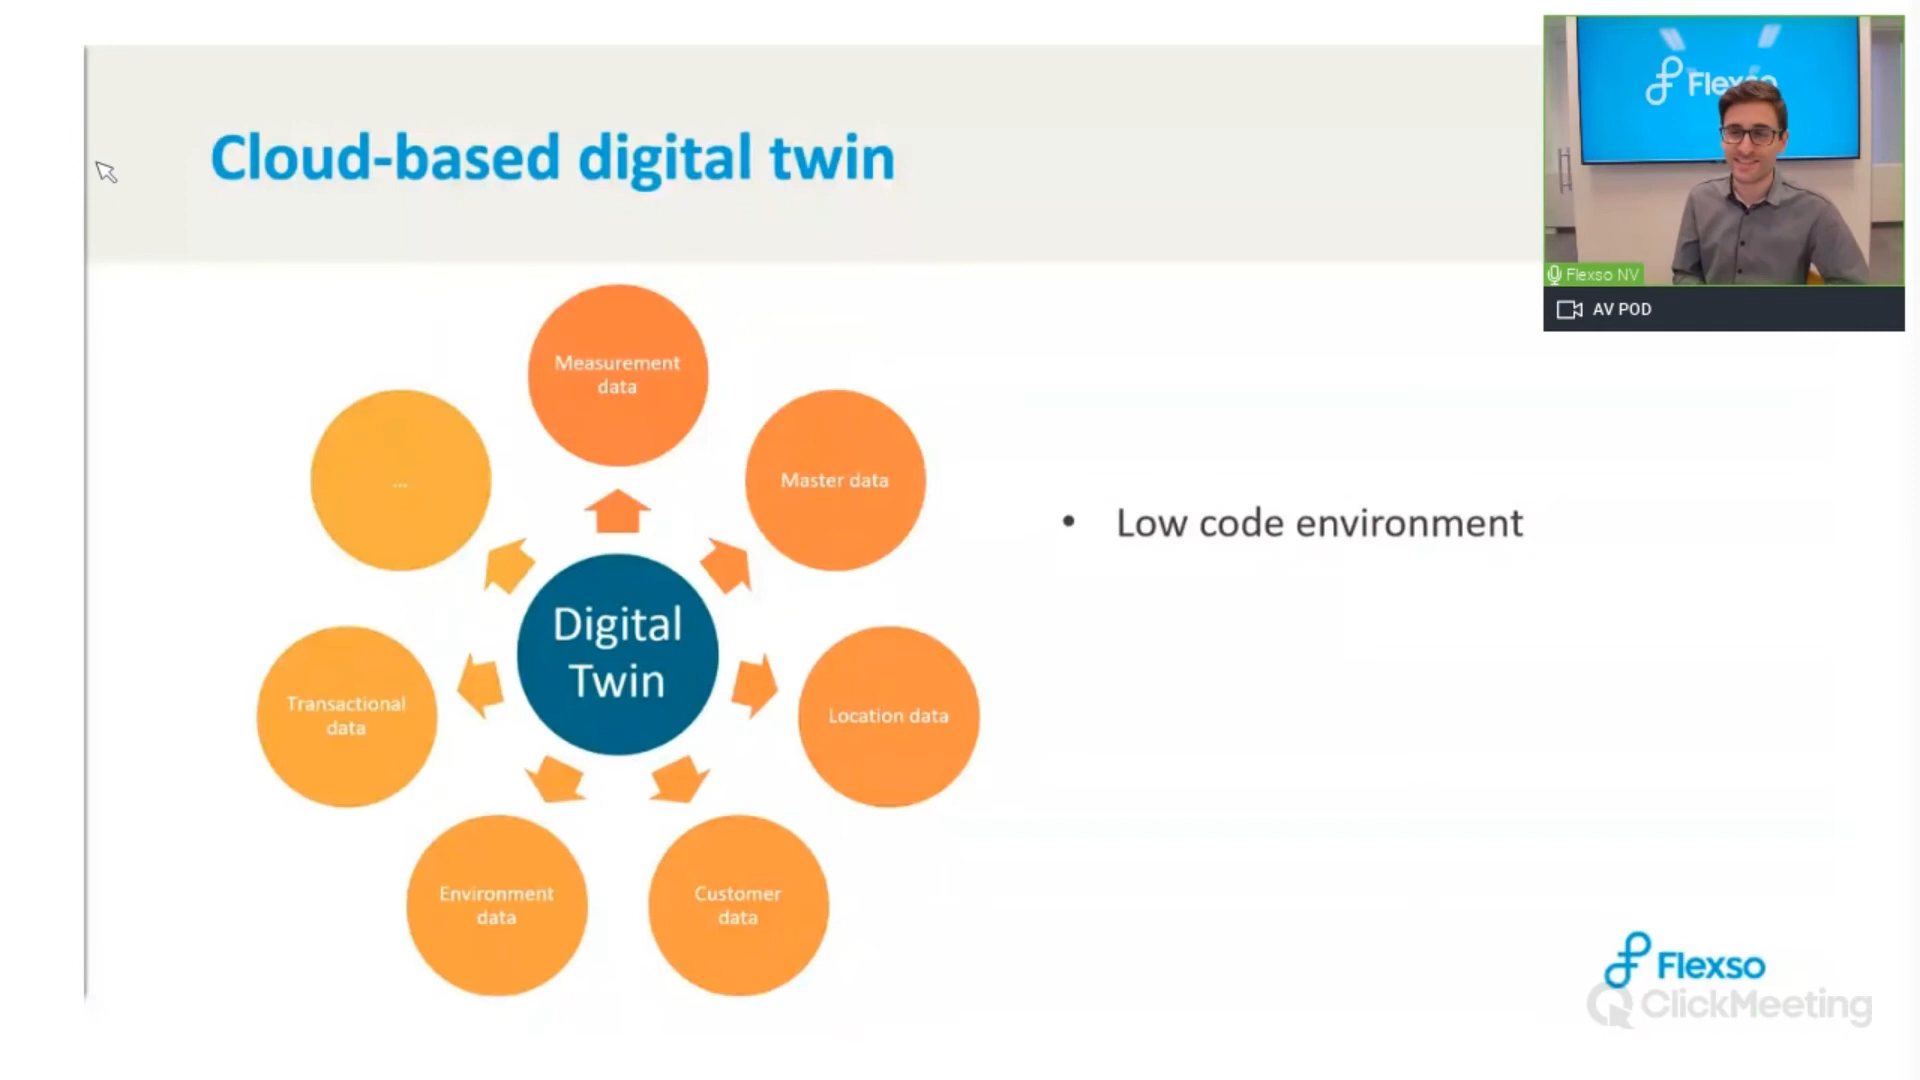 Cloud-based digital twin
Flexso
Flexso NV
AV POD
Measurement
data
Master data
...
Low code environment
Digital
Twin
Transactional
data
Location data
Environment
data
Customer
data
Flexso
ClickMeeting